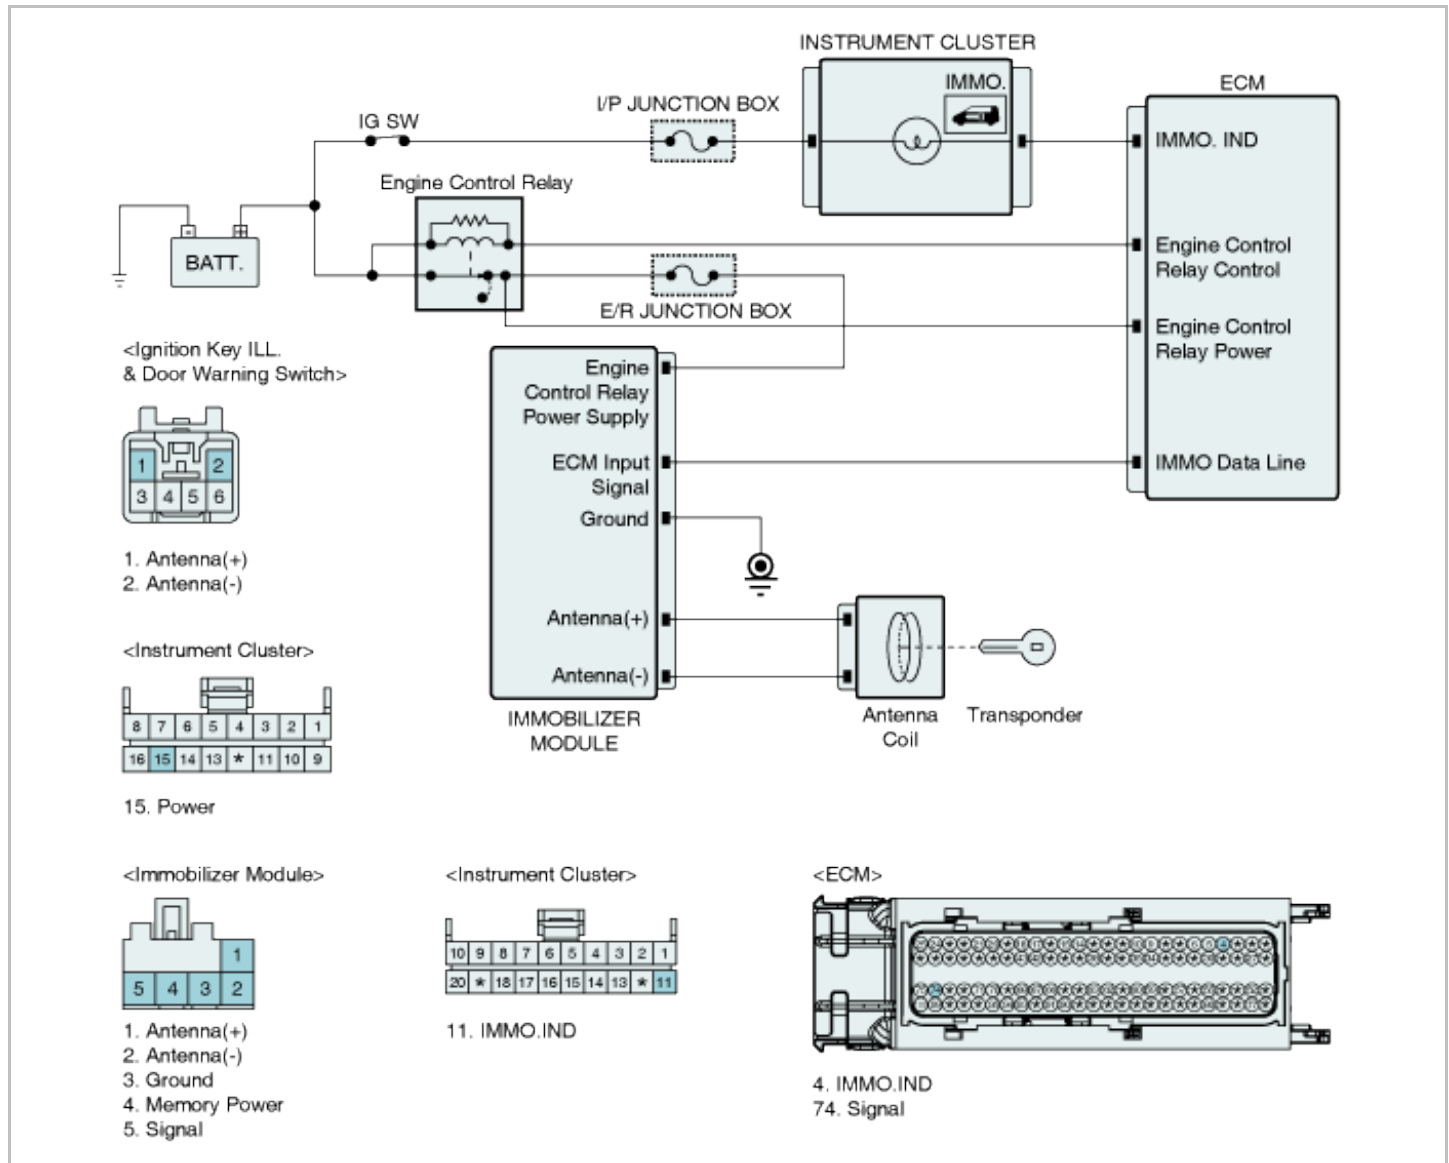 INSTRUMENT CLUSTER
IMMO.
ECM
I/P JUNCTION BOX
IG SW
IMMO. IND
Engine Control Relay
- +
BATT.
Engine Control
Relay Control
E/R JUNCTION BOX
Engine Control
Relay Power
<Ignition Key ILL.
& Door Warning Switch>
1 2
3 4 5 6
1. Antenna(+)
2. Antenna(-)
Engine
Control Relay
Power Supply
ECM Input
Signal
IMMO Data Line
Ground
Antenna(+)
Antenna(-)
IMMOBILIZER
MODULE
Antenna
Coil
Transponder
<Instrument Cluster>
8 7 6 5 4 3 2 1
16 15 14 13 * 11 10 9
15. Power
<Immobilizer Module>
1
5 4 3 2
1. Antenna(+)
2. Antenna(-)
3. Ground
4. Memory Power
5. Signal
<Instrument Cluster>
10 9 8 7 6 5 4 3 2 1
20 * 18 17 16 15 14 13 * 11
11. IMMO.IND
<ECM>
4. IMMO.IND
74. Signal